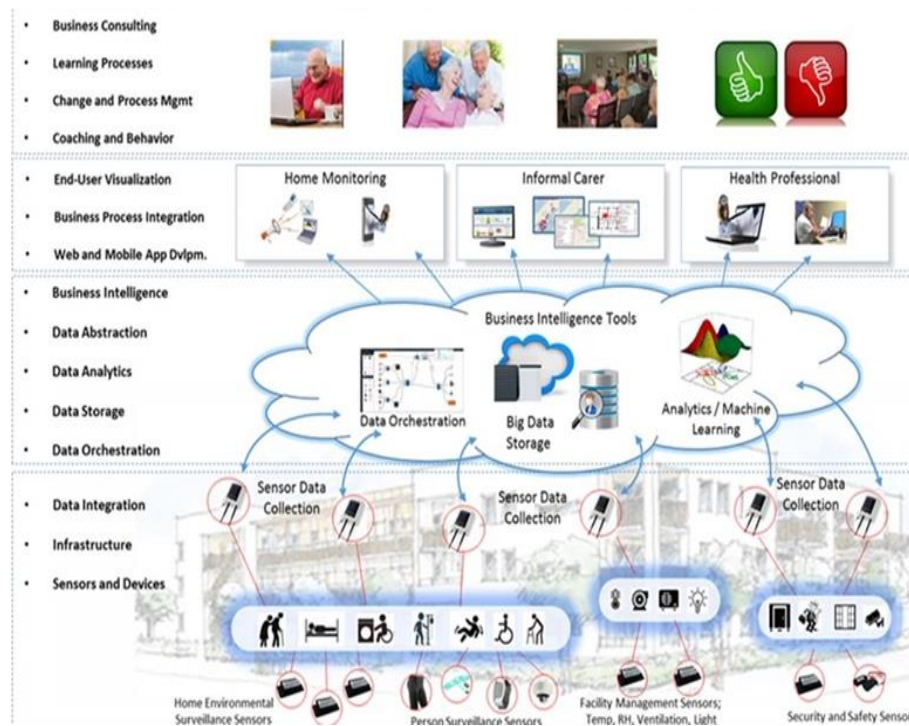 Business Consulting
Learning Processes
Change and Process Mgmt
Coaching and Behavior
End-User Visualization
Business Process Integration
Web and Mobile App Dvlpm.
Home Monitoring
Informal Carer
Health Professional
Business Intelligence
Data Abstraction
Data Analytics
Data Storage
Data Orchestration
Business Intelligence Tools
Data Orchestration
Big Data
Storage
Analytics / Machine
Learning
Data Integration
Infrastructure
Sensors and Devices
Sensor Data
Collection
Sensor Data
Collection
Sensor Data
Collection
Home Environmental
Surveillance Sensors
Person Surveillance Sensors
Facility Management Sensors;
Temp, RH, Ventilation, Light
Security and Safety Sensor